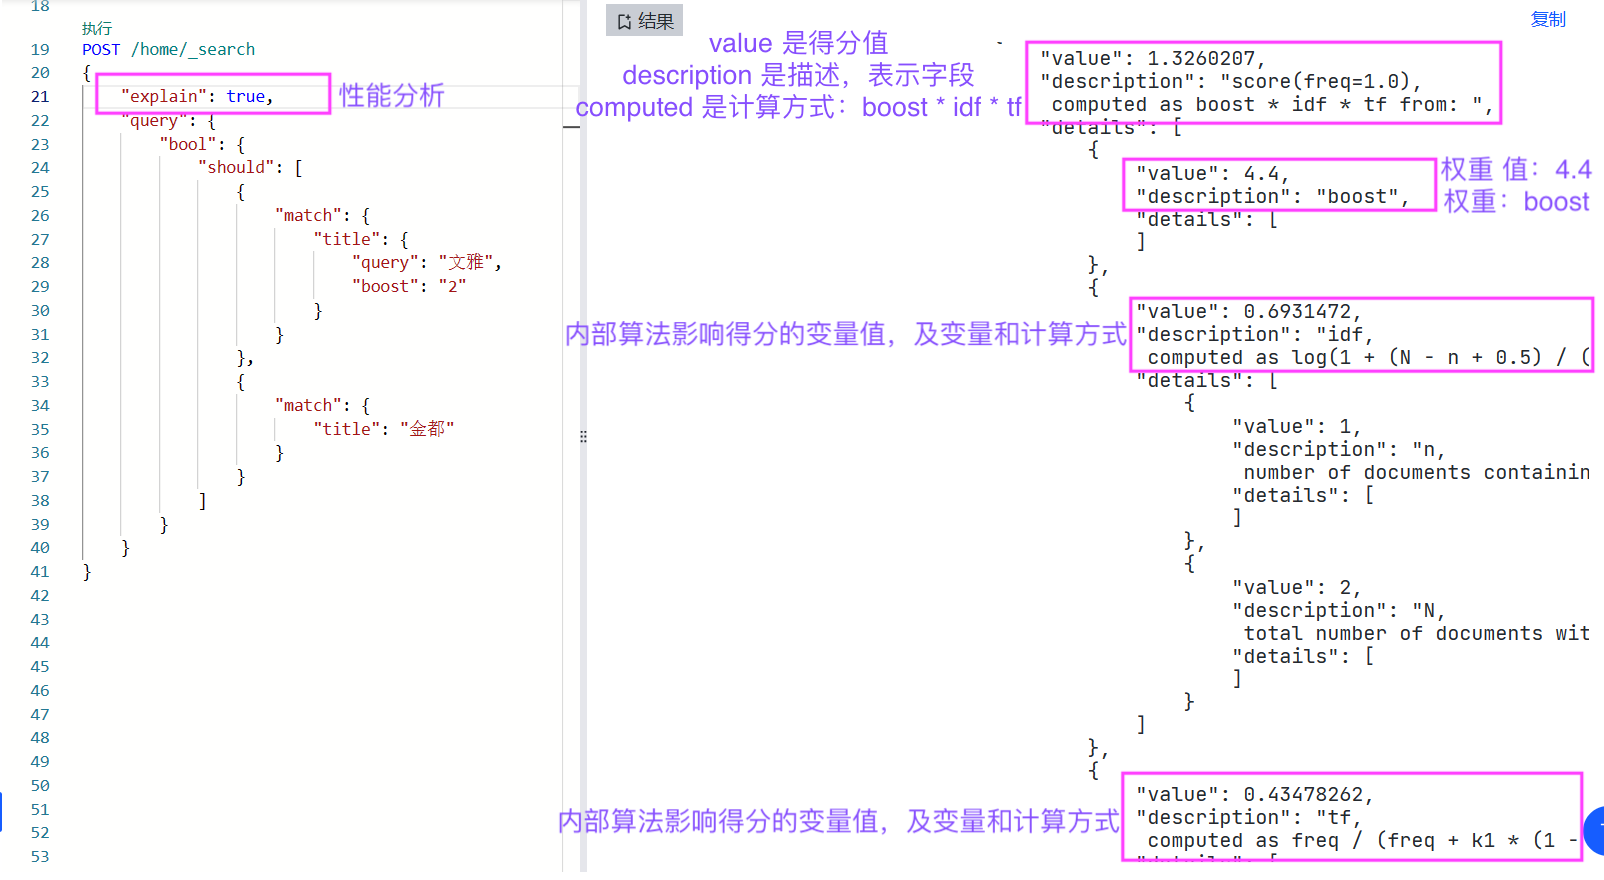 18
执行
19 POST /home/_search
20 {
21 "explain": true,
性能分析
22 "query": {
23 "bool": {
24 "should": [
25 {
26 "match": {
27 "title": {
28 "query": "文雅",
29 "boost": "2"
30 }
31 }
32 },
33 {
34 "match": {
35 "title": "金都"
36 }
37 }
38 ]
39 }
40 }
41 }
42
43
44
45
46
47
48
49
50
51
52
53
结果
复制
value 是得分值
description 是描述，表示字段
computed 是计算方式：boost * idf * tf
"value": 1.3260207,
"description": "score(freq=1.0),
computed as boost * idf * tf from: ",
"details": [
{
"value": 4.4,
"description": "boost",
"details": [
]
},
权重 值：4.4
权重：boost
{
内部算法影响得分的变量值，及变量和计算方式
"value": 0.6931472,
"description": "idf,
computed as log(1 + (N - n + 0.5) / (
"details": [
{
"value": 1,
"description": "n,
number of documents containin
"details": [
]
},
{
"value": 2,
"description": "N,
total number of documents wit
"details": [
]
}
]
},
{
内部算法影响得分的变量值，及变量和计算方式
"value": 0.43478262,
"description": "tf,
computed as freq / (freq + k1 * (1 -
"details": [